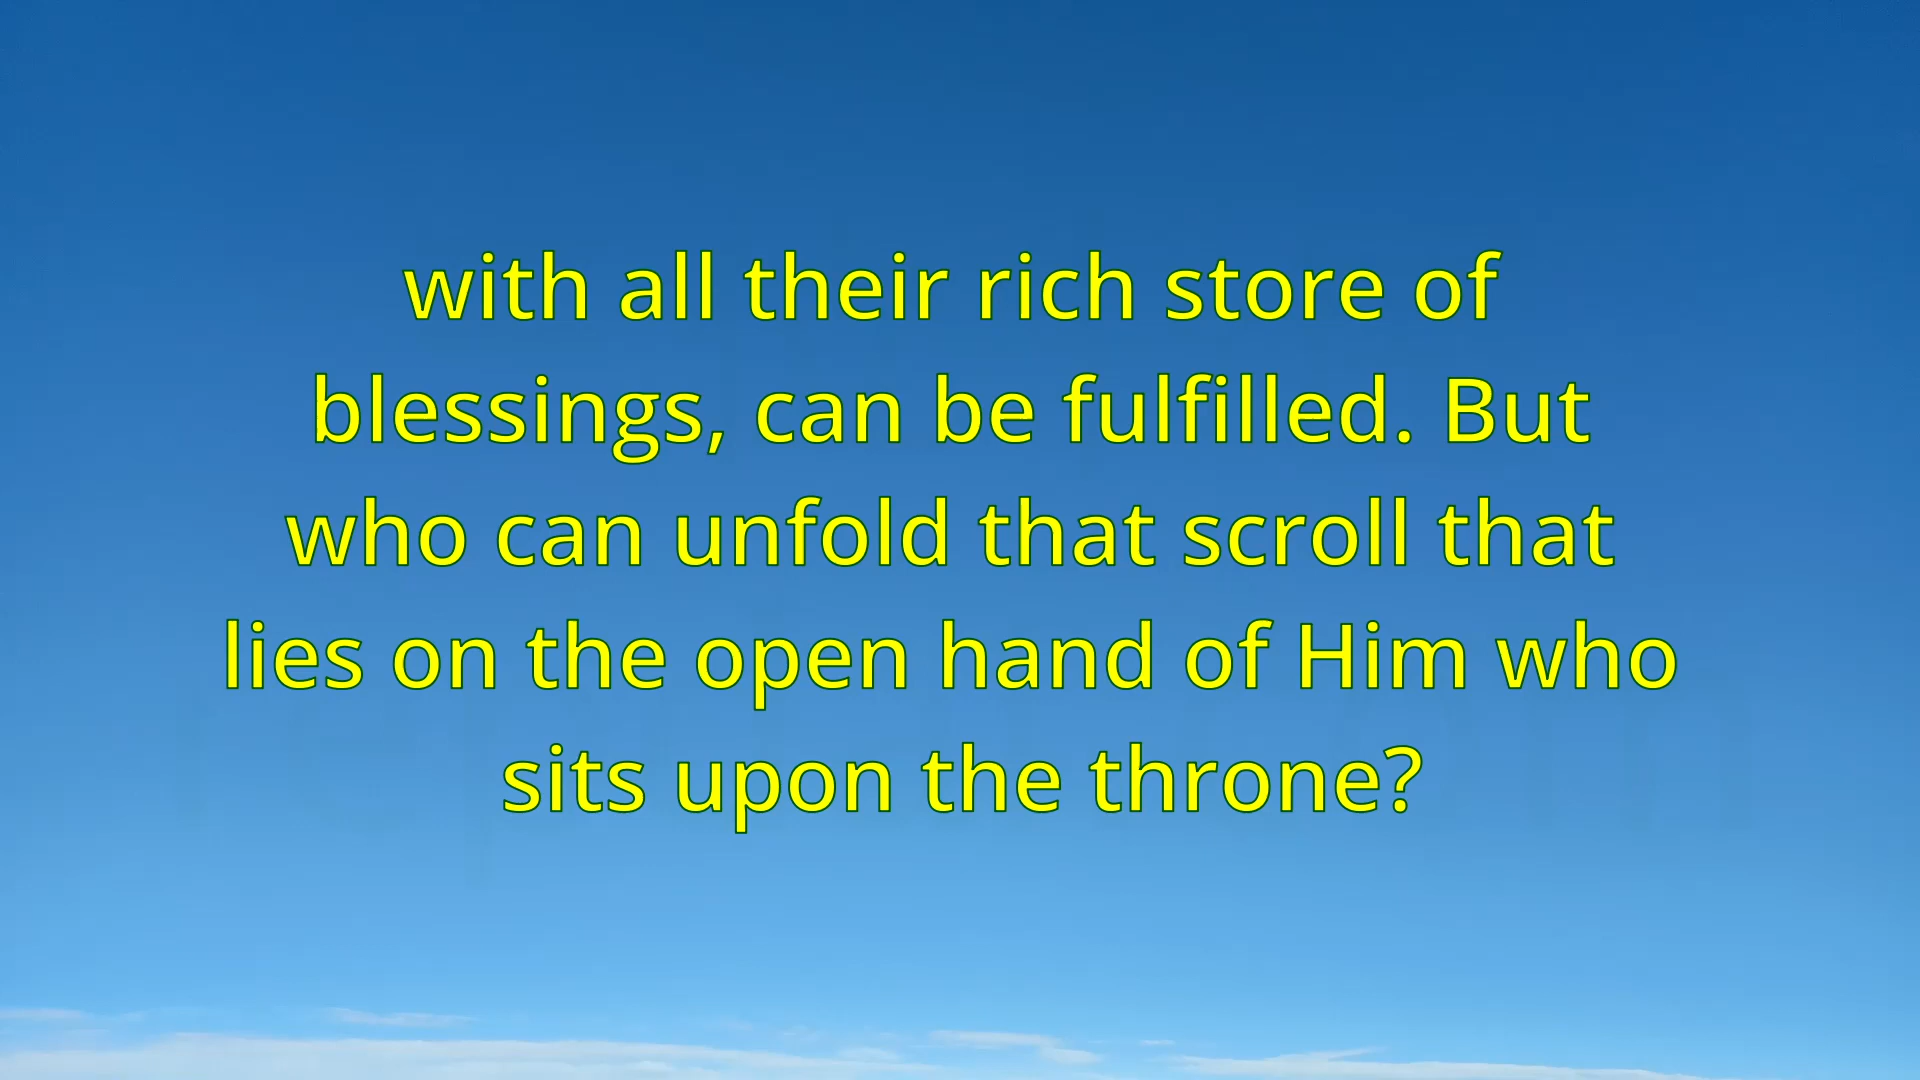 with all their rich store of
blessings, can be fulfilled. But
who can unfold that scroll that
lies on the open hand of Him who
sits upon the throne?